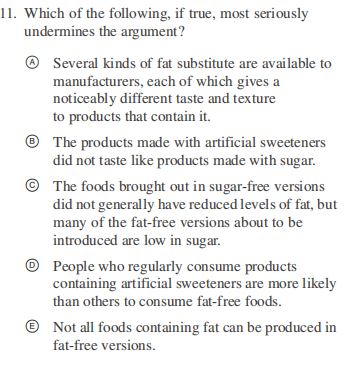 11. Which of the following, if true, most seriously
undermines the argument?
A Several kinds of fat substitute are available to
manufacturers, each of which gives a
noticeably different taste and texture
to products that contain it.
B The products made with artificial sweeteners
did not taste like products made with sugar.
C The foods brought out in sugar-free versions
did not generally have reduced levels of fat, but
many of the fat-free versions about to be
introduced are low in sugar.
D People who regularly consume products
containing artificial sweeteners are more likely
than others to consume fat-free foods.
E Not all foods containing fat can be produced in
fat-free versions.